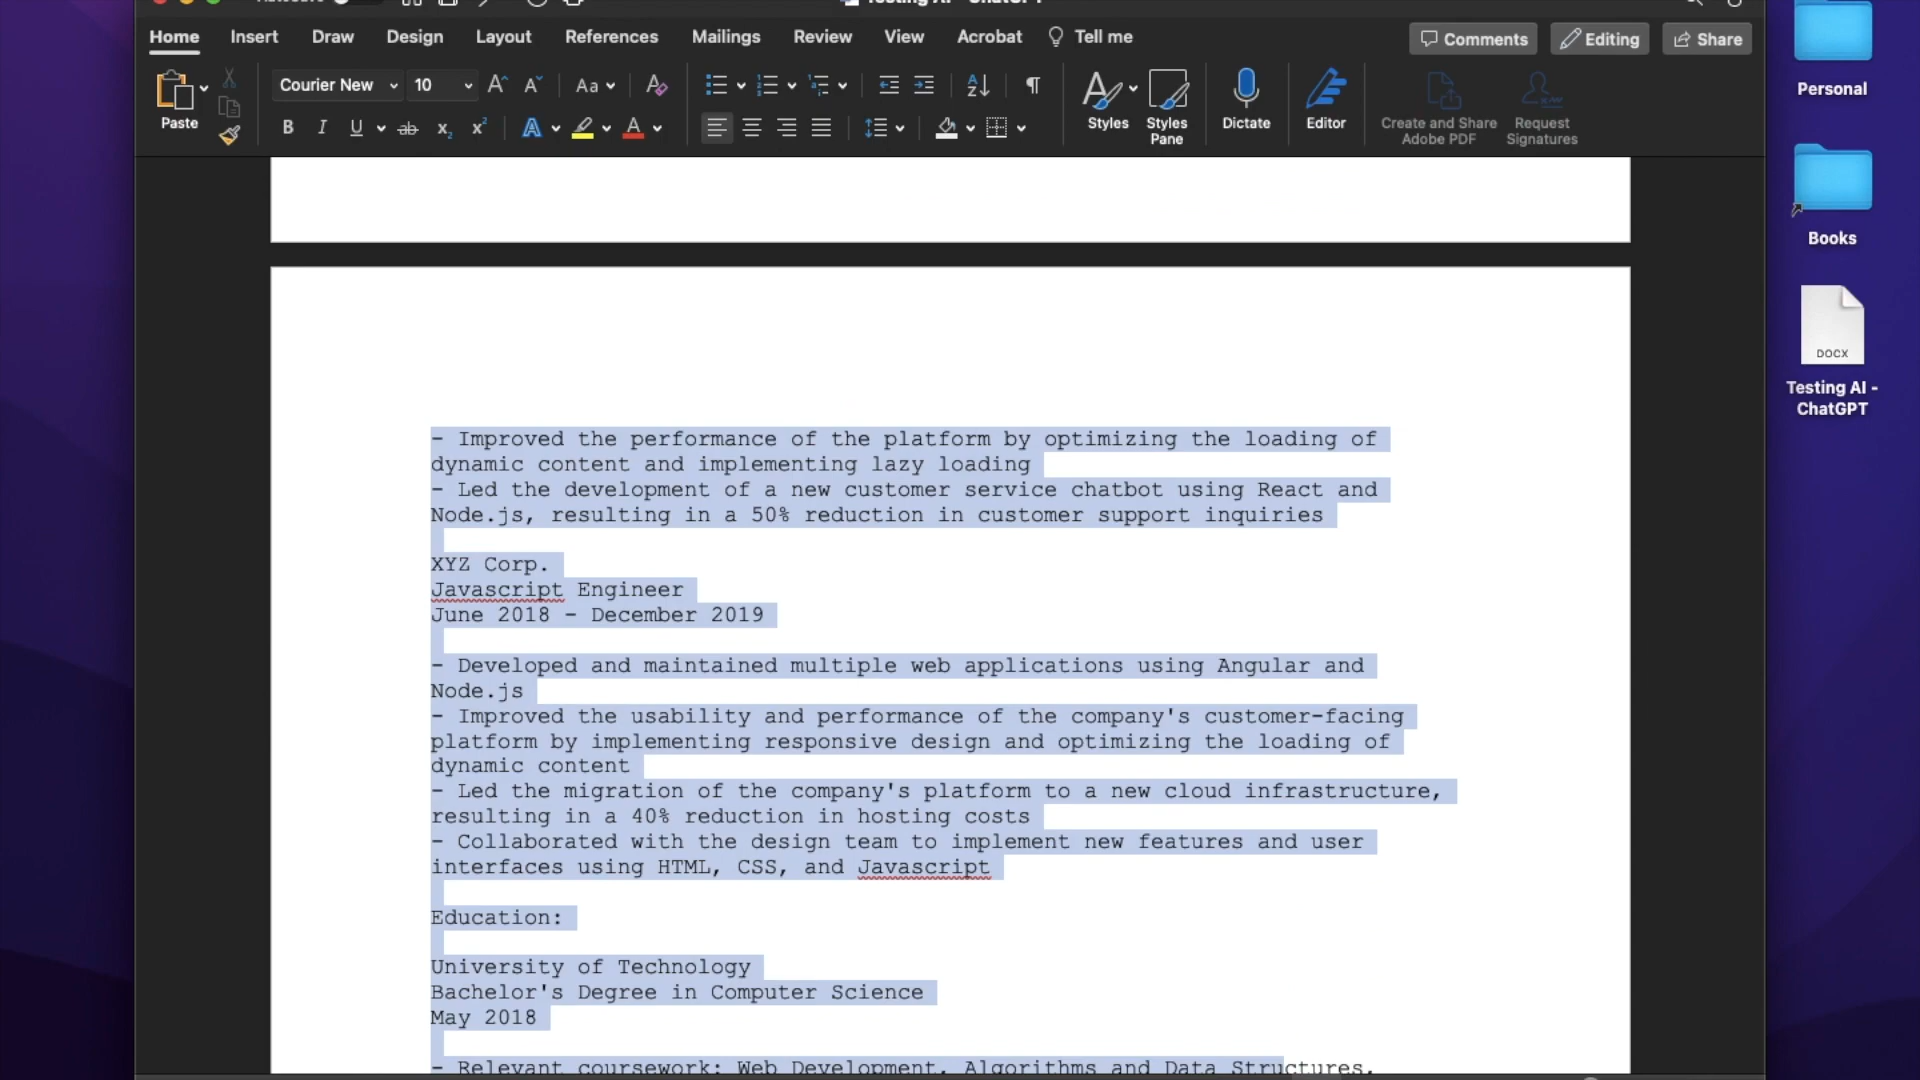 Testing AI - ChatGPT
Home Insert Draw Design Layout References Mailings Review View Acrobat Tell me
Comments Editing Share
Personal
Courier New 10 Aa
Paste
Styles
Styles
Pane
Dictate
Editor
Create and Share
Adobe PDF
Request
Signatures
Books
DOCX
Testing AI -
ChatGPT
- Improved the performance of the platform by optimizing the loading of
dynamic content and implementing lazy loading
- Led the development of a new customer service chatbot using React and
Node.js, resulting in a 50% reduction in customer support inquiries
XYZ Corp.
Javascript Engineer
June 2018 - December 2019
- Developed and maintained multiple web applications using Angular and
Node.js
- Improved the usability and performance of the company's customer-facing
platform by implementing responsive design and optimizing the loading of
dynamic content
- Led the migration of the company's platform to a new cloud infrastructure,
resulting in a 40% reduction in hosting costs
- Collaborated with the design team to implement new features and user
interfaces using HTML, CSS, and Javascript
Education:
University of Technology
Bachelor's Degree in Computer Science
May 2018
- Relevant coursework: Web Development, Algorithms and Data Structures,